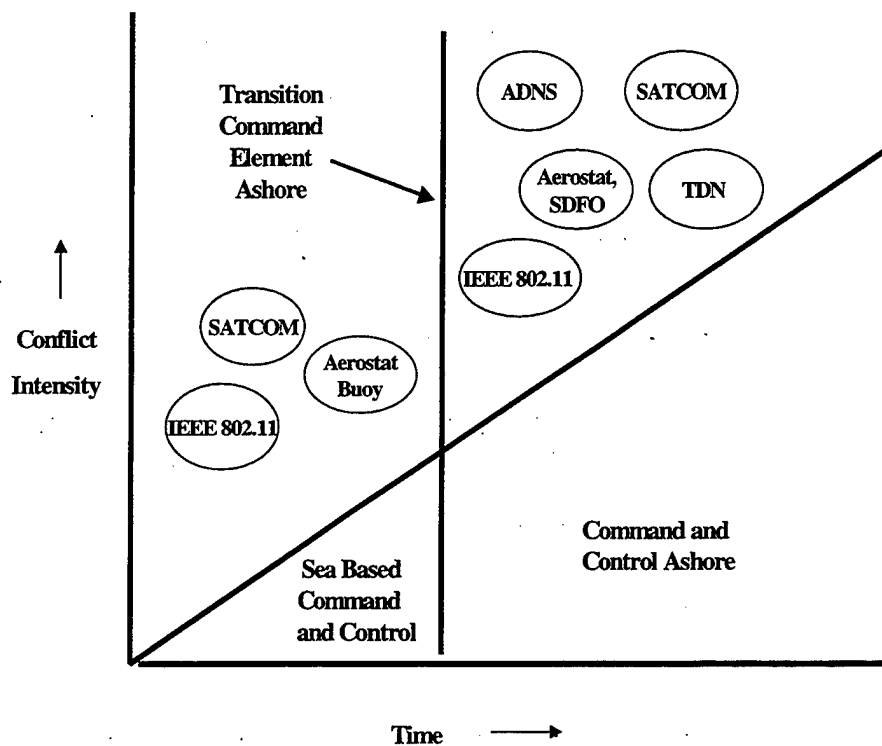 Transition
Command
Element
Ashore
ADNS
SATCOM
Aerostat,
SDFO
TDN
IEEE 802.11
SATCOM
Aerostat
Buoy
IEEE 802.11
Conflict
Intensity
Sea Based
Command
and Control
Command and
Control Ashore
Time